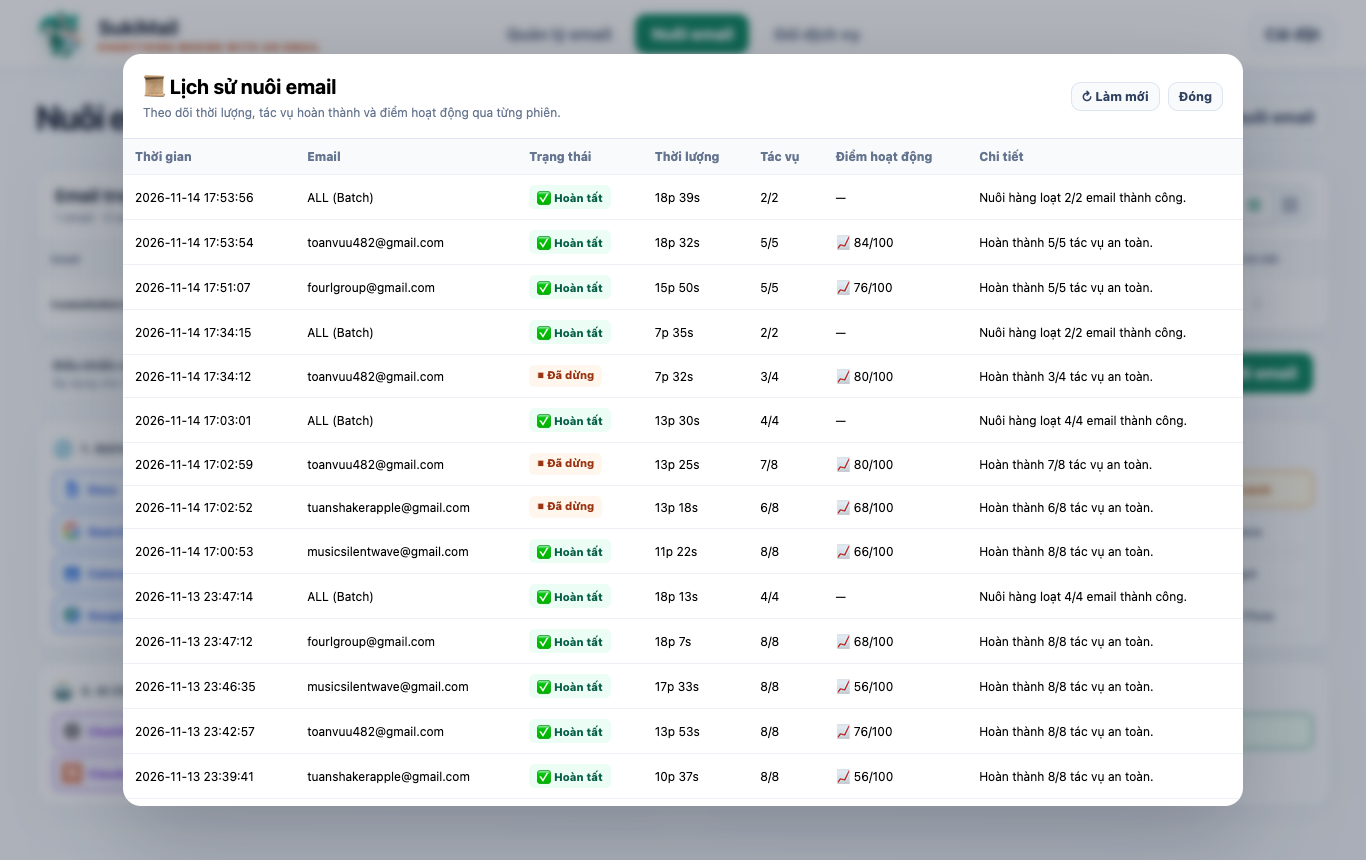 SukiMail
Quản lý email
Nuôi email
Gói dịch vụ
Cài đặt
Lịch sử nuôi email
Theo dõi thời lượng, tác vụ hoàn thành và điểm hoạt động qua từng phiên.
↻ Làm mới
Đóng
Thời gian Email Trạng thái Thời lượng Tác vụ Điểm hoạt động Chi tiết
2026-11-14 17:53:56 ALL (Batch) Hoàn tất 18p 39s 2/2 — Nuôi hàng loạt 2/2 email thành công.
2026-11-14 17:53:54 toanvuu482@gmail.com Hoàn tất 18p 32s 5/5 84/100 Hoàn thành 5/5 tác vụ an toàn.
2026-11-14 17:51:07 fourlgroup@gmail.com Hoàn tất 15p 50s 5/5 76/100 Hoàn thành 5/5 tác vụ an toàn.
2026-11-14 17:34:15 ALL (Batch) Hoàn tất 7p 35s 2/2 — Nuôi hàng loạt 2/2 email thành công.
2026-11-14 17:34:12 toanvuu482@gmail.com Đã dừng 7p 32s 3/4 80/100 Hoàn thành 3/4 tác vụ an toàn.
2026-11-14 17:03:01 ALL (Batch) Hoàn tất 13p 30s 4/4 — Nuôi hàng loạt 4/4 email thành công.
2026-11-14 17:02:59 toanvuu482@gmail.com Đã dừng 13p 25s 7/8 80/100 Hoàn thành 7/8 tác vụ an toàn.
2026-11-14 17:02:52 tuanshakerapple@gmail.com Đã dừng 13p 18s 6/8 68/100 Hoàn thành 6/8 tác vụ an toàn.
2026-11-14 17:00:53 musicsilentwave@gmail.com Hoàn tất 11p 22s 8/8 66/100 Hoàn thành 8/8 tác vụ an toàn.
2026-11-13 23:47:14 ALL (Batch) Hoàn tất 18p 13s 4/4 — Nuôi hàng loạt 4/4 email thành công.
2026-11-13 23:47:12 fourlgroup@gmail.com Hoàn tất 18p 7s 8/8 68/100 Hoàn thành 8/8 tác vụ an toàn.
2026-11-13 23:46:35 musicsilentwave@gmail.com Hoàn tất 17p 33s 8/8 56/100 Hoàn thành 8/8 tác vụ an toàn.
2026-11-13 23:42:57 toanvuu482@gmail.com Hoàn tất 13p 53s 8/8 76/100 Hoàn thành 8/8 tác vụ an toàn.
2026-11-13 23:39:41 tuanshakerapple@gmail.com Hoàn tất 10p 37s 8/8 56/100 Hoàn thành 8/8 tác vụ an toàn.